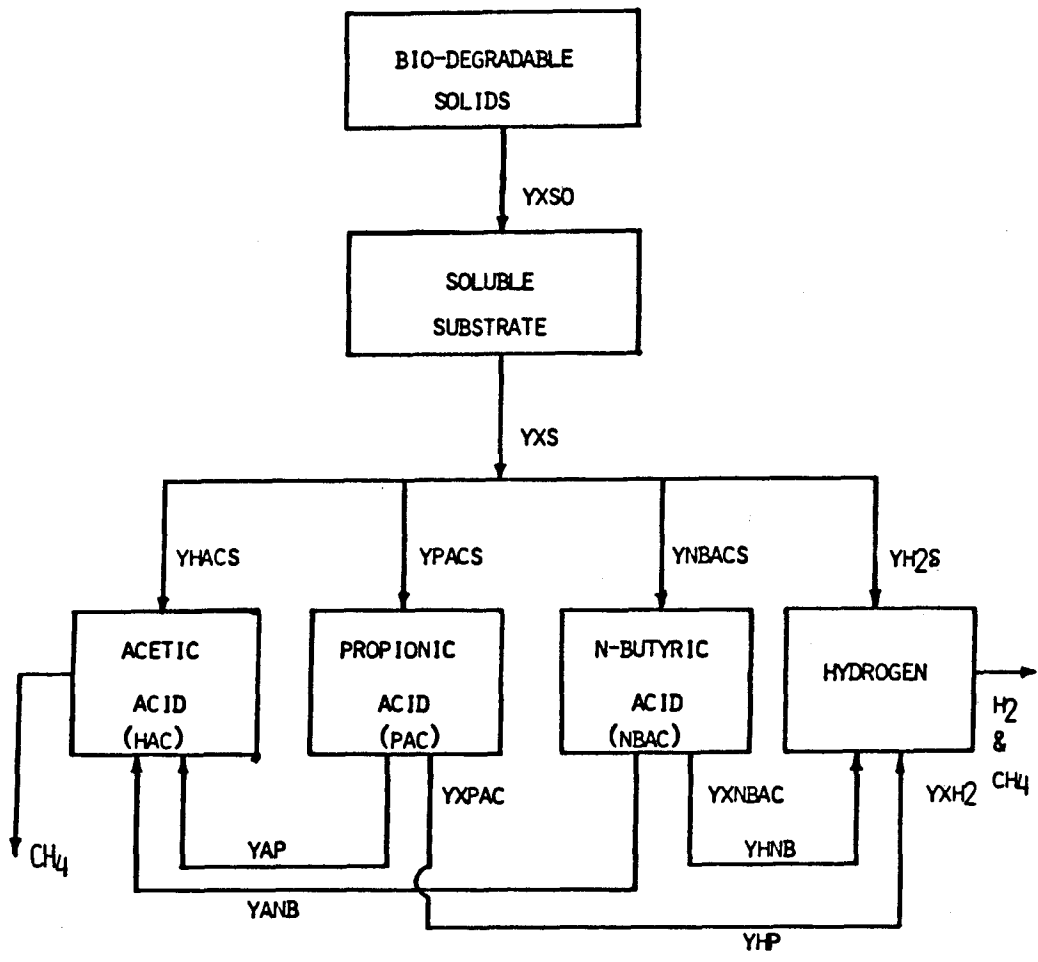 BIO-DEGRADABLE
SOLIDS
YXSO
SOLUBLE
SUBSTRATE
YXS
YHACS
YPACS
YNBACS
YH2S
ACETIC
ACID
(HAC)
PROPIONIC
ACID
(PAC)
N-BUTYRIC
ACID
(NBAC)
HYDROGEN
H2
&
CH4
YXPAC
YXNBAC
YXH2
CH4
YAP
YHNB
YANB
YHP